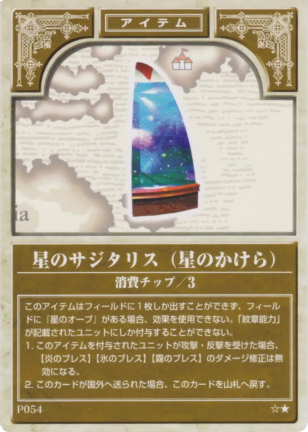 アイテム
星のサジタリス（星のかけら）
消費チップ／3
このアイテムはフィールドに1枚しか出すことができず、フィール
ドに「星のオーブ」がある場合、効果を使用できない。「紋章能力」
が記載されたユニットにしか付与することができない。
1. このアイテムを付与されたユニットが攻撃・反撃を受けた場合、
【炎のブレス】【氷のブレス】【霧のブレス】のダメージ修正は無
効になる。
2. このカードが国外へ送られた場合、このカードを山札へ戻す。
P054
☆★